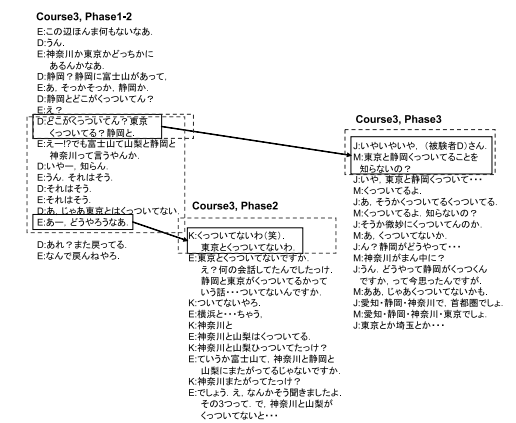 Course3, Phase1-2
E:この辺ほんま何もないなあ.
D:うん.
E:神奈川か東京かどっちかに
あるんかなあ.
D:静岡？静岡に富士山があって,
E:あ, そっかそっか, 静岡か.
D:静岡とどこがくっついてん？
E:え？
D:どこがくっついてん？東京
くっついてる？静岡と.
E:えー!?でも富士山て山梨と静岡と
神奈川って言うやんか.
D:いやー, 知らん.
E:うん. それはそう.
D:それはそう.
E:それはそう.
D:あ, じゃあ東京とはくっついてない.
E:あー, どうやろうなあ.
D:あれ？また戻ってる.
E:なんで戻んねやろ.
Course3, Phase2
K:くっついてないわ（笑）.
東京とくっついてないわ.
E:東京とくっついてないですか.
え？何の会話してたんでしたっけ.
静岡と東京がくっついてるかって
いう話・・・ついてないんですか.
K:ついてないやろ.
E:横浜と・・・ちゃう.
K:神奈川と
E:神奈川と山梨はくっついてる.
K:神奈川と山梨ひっついてたっけ？
E:ていうか富士山て, 神奈川と静岡と
山梨にまたがってるじゃないですか.
K:神奈川またがってたっけ？
E:でしょう. え, なんかそう聞きましたよ.
その3つって. で, 神奈川と山梨が
くっついてないと・・・
Course3, Phase3
J:いやいやいや, （被験者D）さん.
M:東京と静岡くっついてることを
知らないの？
J:いや, 東京と静岡くっついて・・・
M:くっついてるよ.
J:あ, そうかくっついてるくっついてる.
M:くっついてるよ. 知らないの？
J:そうか微妙にくっついてんのか.
M:あ, くっついてないか.
J:ん？静岡がどうやって・・・
M:神奈川がまん中に？
J:うん. どうやって静岡がくっつくん
ですか, って今思ったんですが.
M:ああ, じゃあくっついてないかも.
J:愛知・静岡・神奈川で, 首都圏でしょ.
M:愛知・静岡・神奈川・東京でしょ.
J:東京とか埼玉とか・・・